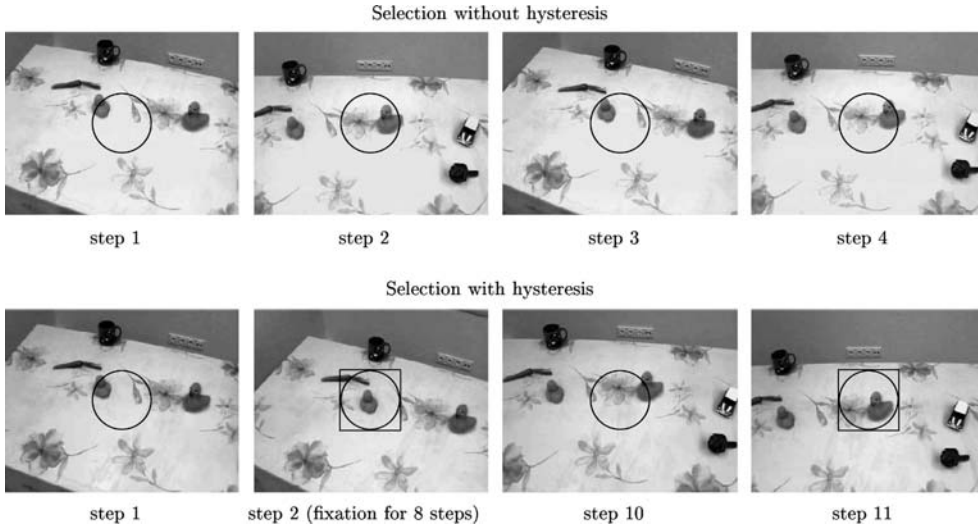 Selection without hysteresis
step 1 step 2 step 3 step 4
Selection with hysteresis
step 1 step 2 (fixation for 8 steps) step 10 step 11